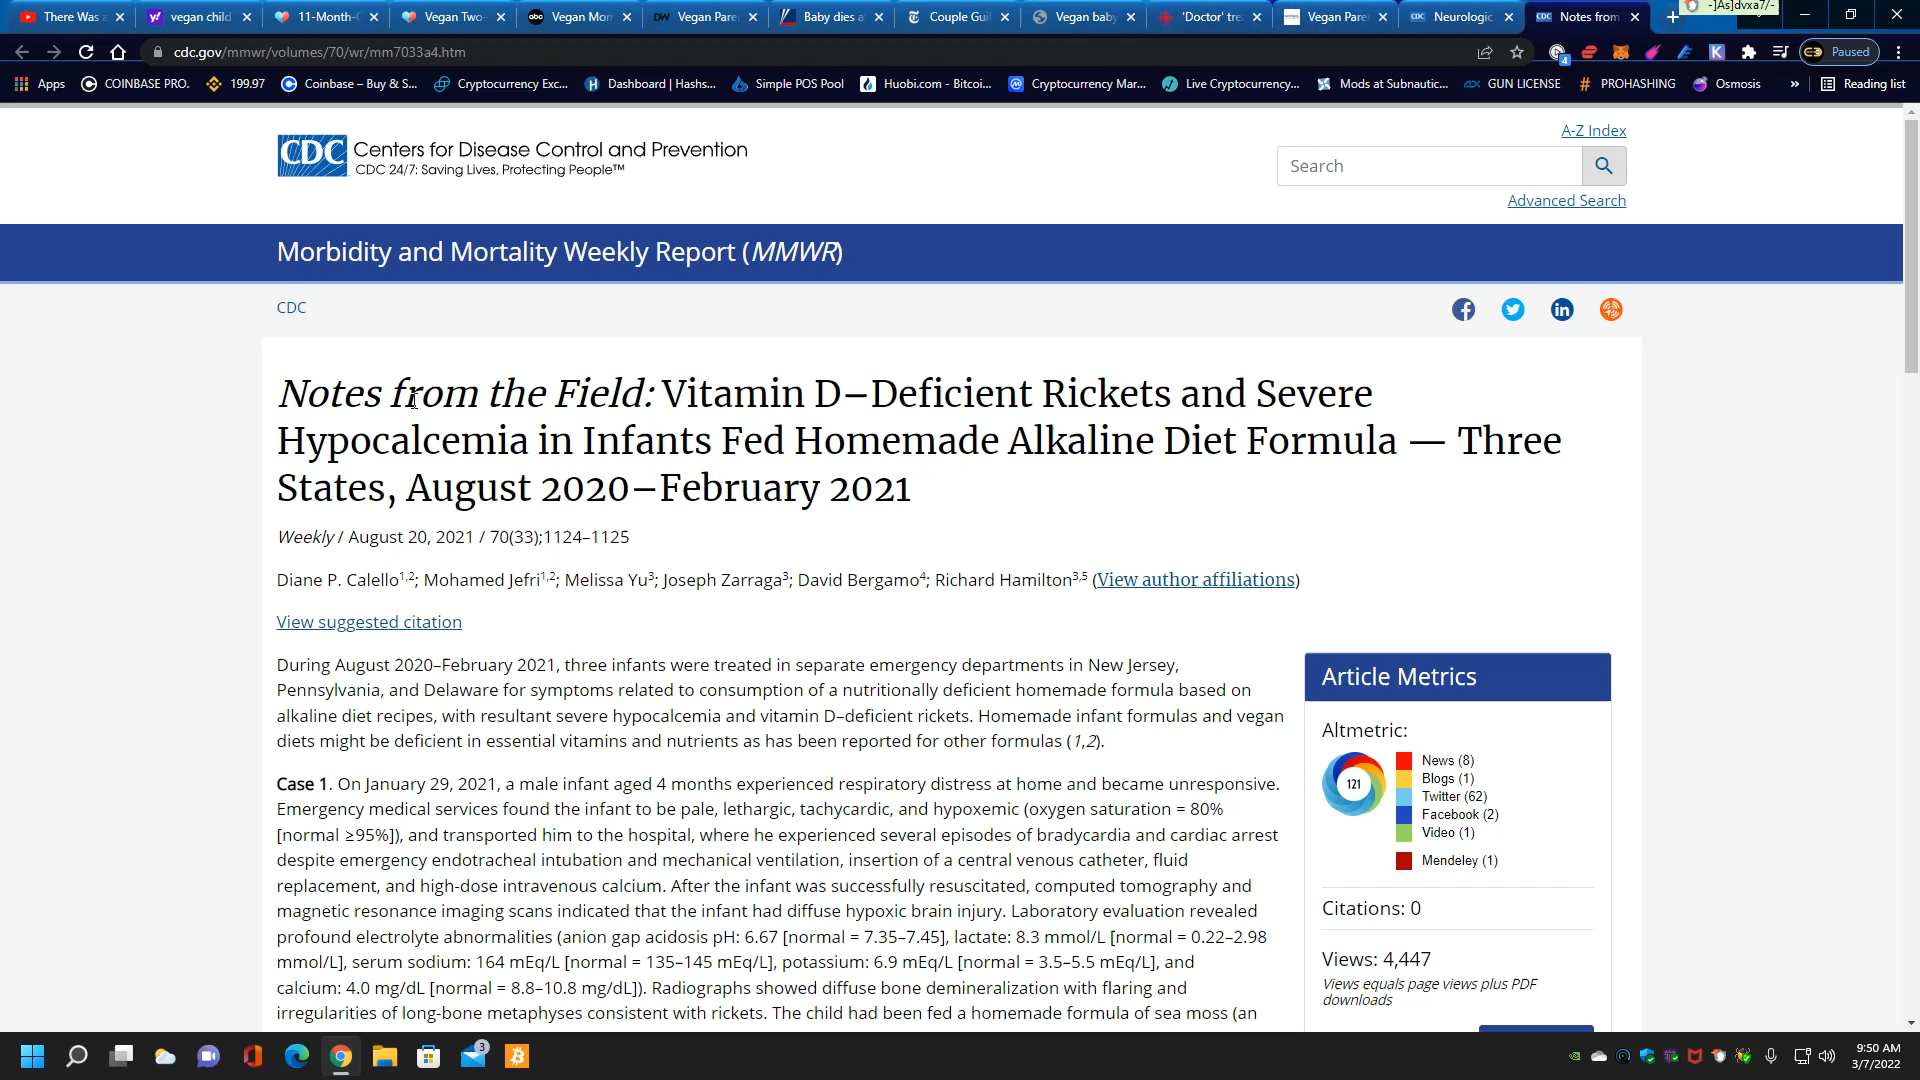 There Was a
vegan child
11-Month-O
Vegan Two-
abc Vegan Mom
DW Vegan Pare
Baby dies a
Couple Guil
Vegan baby
'Doctor' tre
Vegan Pare
CDC Neurologic
CDC Notes from
-]As]dvxa7/-
cdc.gov/mmwr/volumes/70/wr/mm7033a4.htm
4
Paused
Apps
COINBASE PRO.
199.97
Coinbase – Buy & S...
Cryptocurrency Exc...
Dashboard | Hashs...
Simple POS Pool
Huobi.com - Bitcoi...
Cryptocurrency Mar...
Live Cryptocurrency...
Mods at Subnautic...
GUN LICENSE
PROHASHING
Osmosis
»
Reading list
A-Z Index
CDC Centers for Disease Control and Prevention
CDC 24/7: Saving Lives, Protecting People™
Search
Advanced Search
Morbidity and Mortality Weekly Report (MMWR)
CDC
Notes from the Field: Vitamin D–Deficient Rickets and Severe
Hypocalcemia in Infants Fed Homemade Alkaline Diet Formula — Three
States, August 2020–February 2021
Weekly / August 20, 2021 / 70(33);1124–1125
Diane P. Calello1,2; Mohamed Jefri1,2; Melissa Yu3; Joseph Zarraga3; David Bergamo4; Richard Hamilton3,5 (View author affiliations)
View suggested citation
During August 2020–February 2021, three infants were treated in separate emergency departments in New Jersey,
Pennsylvania, and Delaware for symptoms related to consumption of a nutritionally deficient homemade formula based on
alkaline diet recipes, with resultant severe hypocalcemia and vitamin D–deficient rickets. Homemade infant formulas and vegan
diets might be deficient in essential vitamins and nutrients as has been reported for other formulas (1,2).
Case 1. On January 29, 2021, a male infant aged 4 months experienced respiratory distress at home and became unresponsive.
Emergency medical services found the infant to be pale, lethargic, tachycardic, and hypoxemic (oxygen saturation = 80%
[normal ≥95%]), and transported him to the hospital, where he experienced several episodes of bradycardia and cardiac arrest
despite emergency endotracheal intubation and mechanical ventilation, insertion of a central venous catheter, fluid
replacement, and high-dose intravenous calcium. After the infant was successfully resuscitated, computed tomography and
magnetic resonance imaging scans indicated that the infant had diffuse hypoxic brain injury. Laboratory evaluation revealed
profound electrolyte abnormalities (anion gap acidosis pH: 6.67 [normal = 7.35–7.45], lactate: 8.3 mmol/L [normal = 0.22–2.98
mmol/L], serum sodium: 164 mEq/L [normal = 135–145 mEq/L], potassium: 6.9 mEq/L [normal = 3.5–5.5 mEq/L], and
calcium: 4.0 mg/dL [normal = 8.8–10.8 mg/dL]). Radiographs showed diffuse bone demineralization with flaring and
irregularities of long-bone metaphyses consistent with rickets. The child had been fed a homemade formula of sea moss (an
Article Metrics
Altmetric:
121
News (8)
Blogs (1)
Twitter (62)
Facebook (2)
Video (1)
Mendeley (1)
Citations: 0
Views: 4,447
Views equals page views plus PDF
downloads
3
9:50 AM
3/7/2022